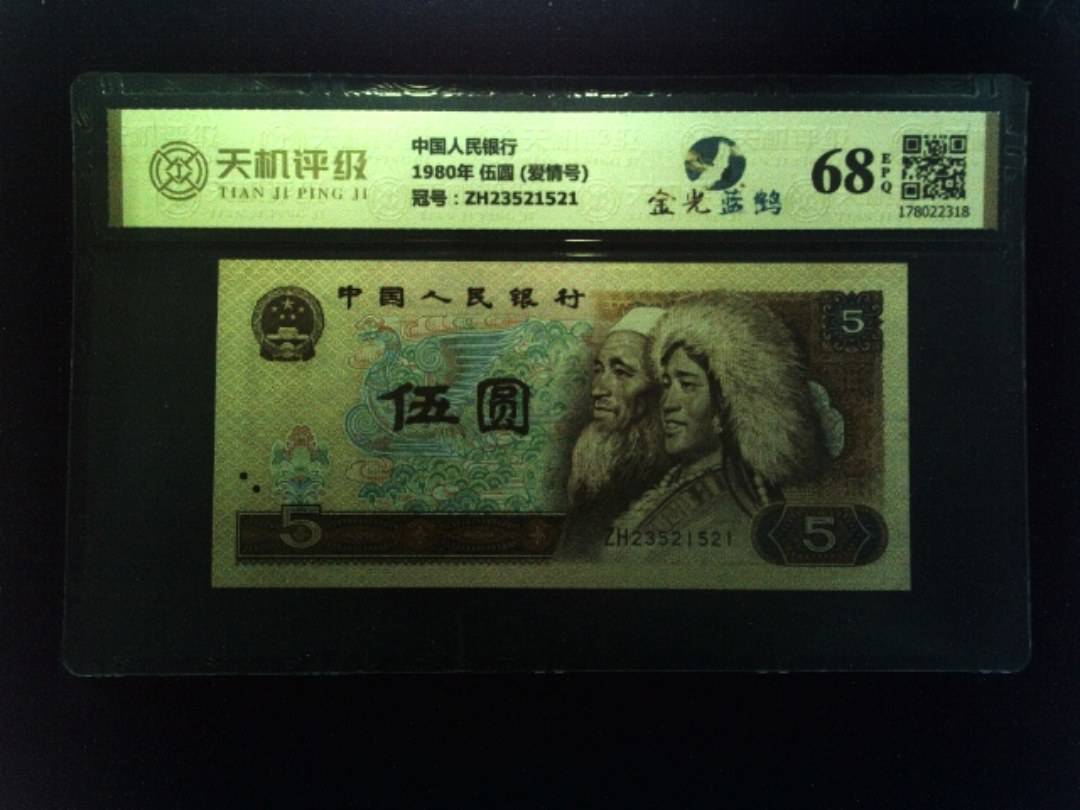 天机评级
TIAN JI PING JI
中国人民银行
1980年 伍圆 (爱情号)
冠号：ZH23521521
金光蓝鹤
68
EPQ
178022318
中国人民银行
5
伍圆
ZH23521521
5
5